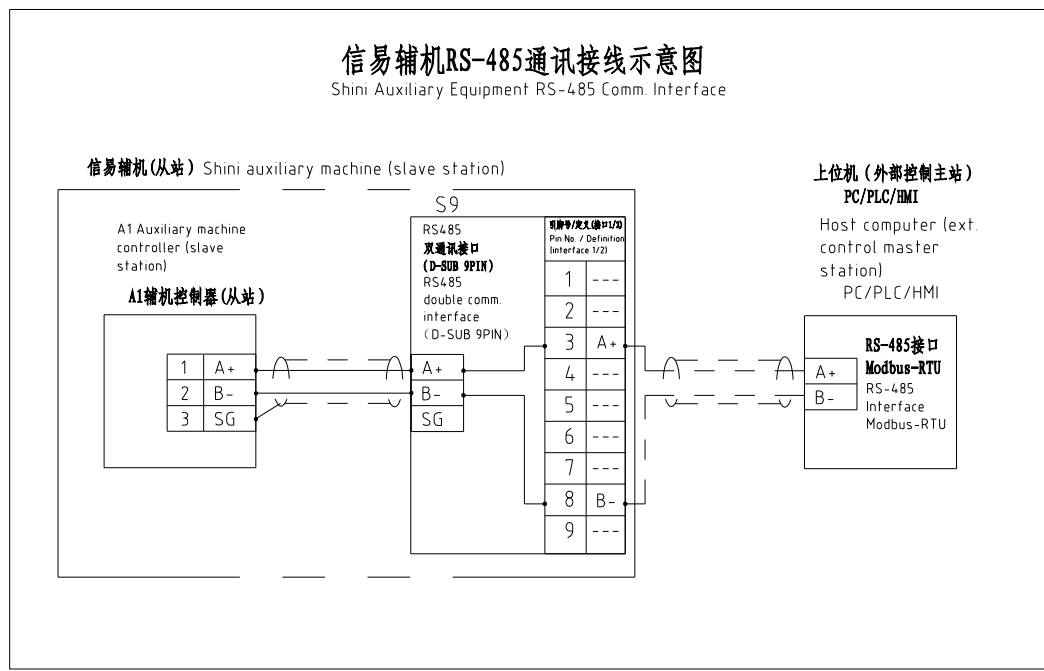 信易辅机RS-485通讯接线示意图
Shini Auxiliary Equipment RS-485 Comm. Interface
信易辅机(从站) Shini auxiliary machine (slave station)
A1 Auxiliary machine
controller (slave
station)
A1辅机控制器(从站)
1 A+
2 B-
3 SG
S9
RS485
双通讯接口
(D-SUB 9PIN)
RS485
double comm.
interface
(D-SUB 9PIN)
A+
B-
SG
引脚号/定义(接口1/2)
Pin No. / Definition
(interface 1/2)
1 ---
2 ---
3 A+
4 ---
5 ---
6 ---
7 ---
8 B-
9 ---
上位机(外部控制主站)
PC/PLC/HMI
Host computer (ext.
control master
station)
PC/PLC/HMI
A+
B-
RS-485接口
Modbus-RTU
RS-485
Interface
Modbus-RTU